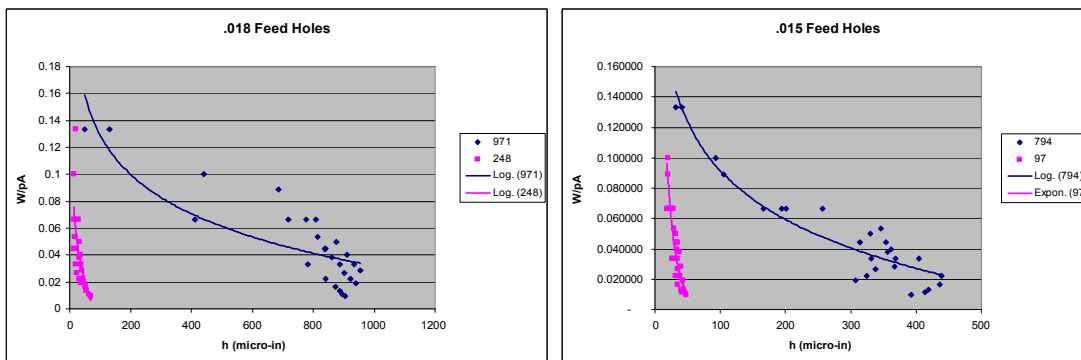 .018 Feed Holes
0.18
0.16
0.14
0.12
0.1
0.08
0.06
0.04
0.02
0
W/pA
0 200 400 600 800 1000 1200
h (micro-in)
971
248
Log. (971)
Log. (248)
.015 Feed Holes
0.160000
0.140000
0.120000
0.100000
0.080000
0.060000
0.040000
0.020000
-
W/pA
0 100 200 300 400 500
h (micro-in)
794
97
Log. (794)
Expon. (97